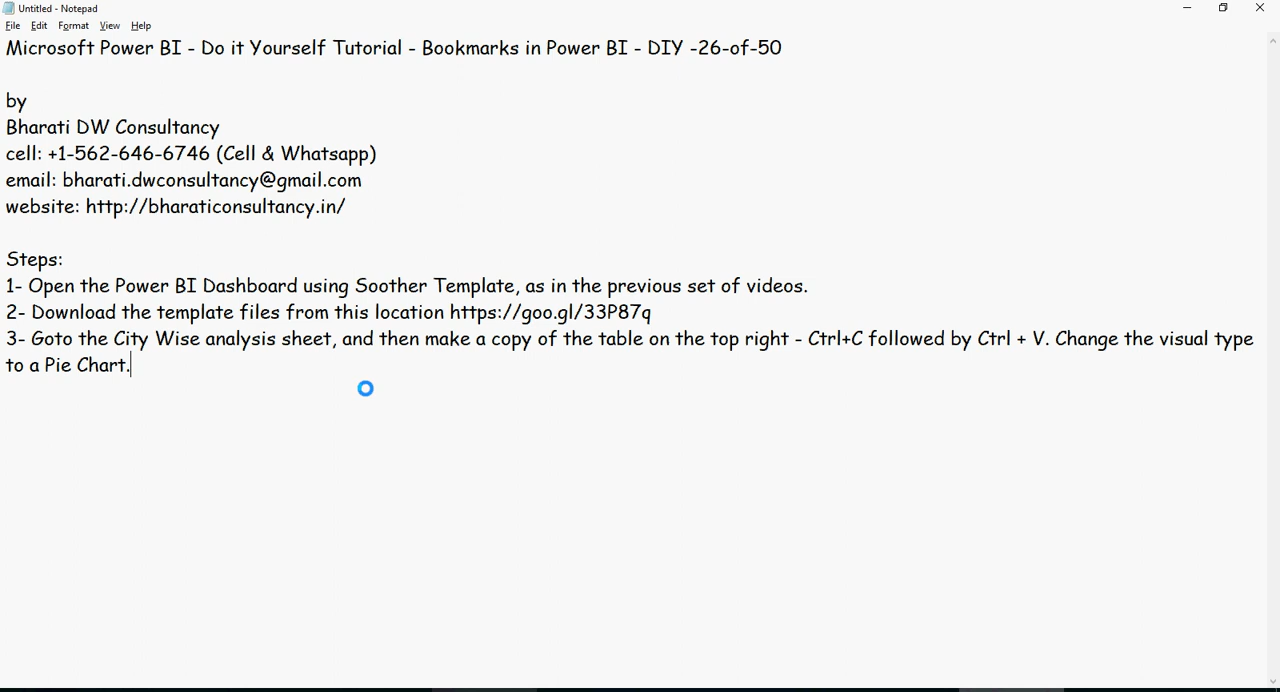 Untitled - Notepad
File Edit Format View Help
Microsoft Power BI - Do it Yourself Tutorial - Bookmarks in Power BI - DIY -26-of-50
by
Bharati DW Consultancy
cell: +1-562-646-6746 (Cell & Whatsapp)
email: bharati.dwconsultancy@gmail.com
website: http://bharaticonsultancy.in/
Steps:
1- Open the Power BI Dashboard using Soother Template, as in the previous set of videos.
2- Download the template files from this location https://goo.gl/33P87q
3- Goto the City Wise analysis sheet, and then make a copy of the table on the top right - Ctrl+C followed by Ctrl + V. Change the visual type
to a Pie Chart.